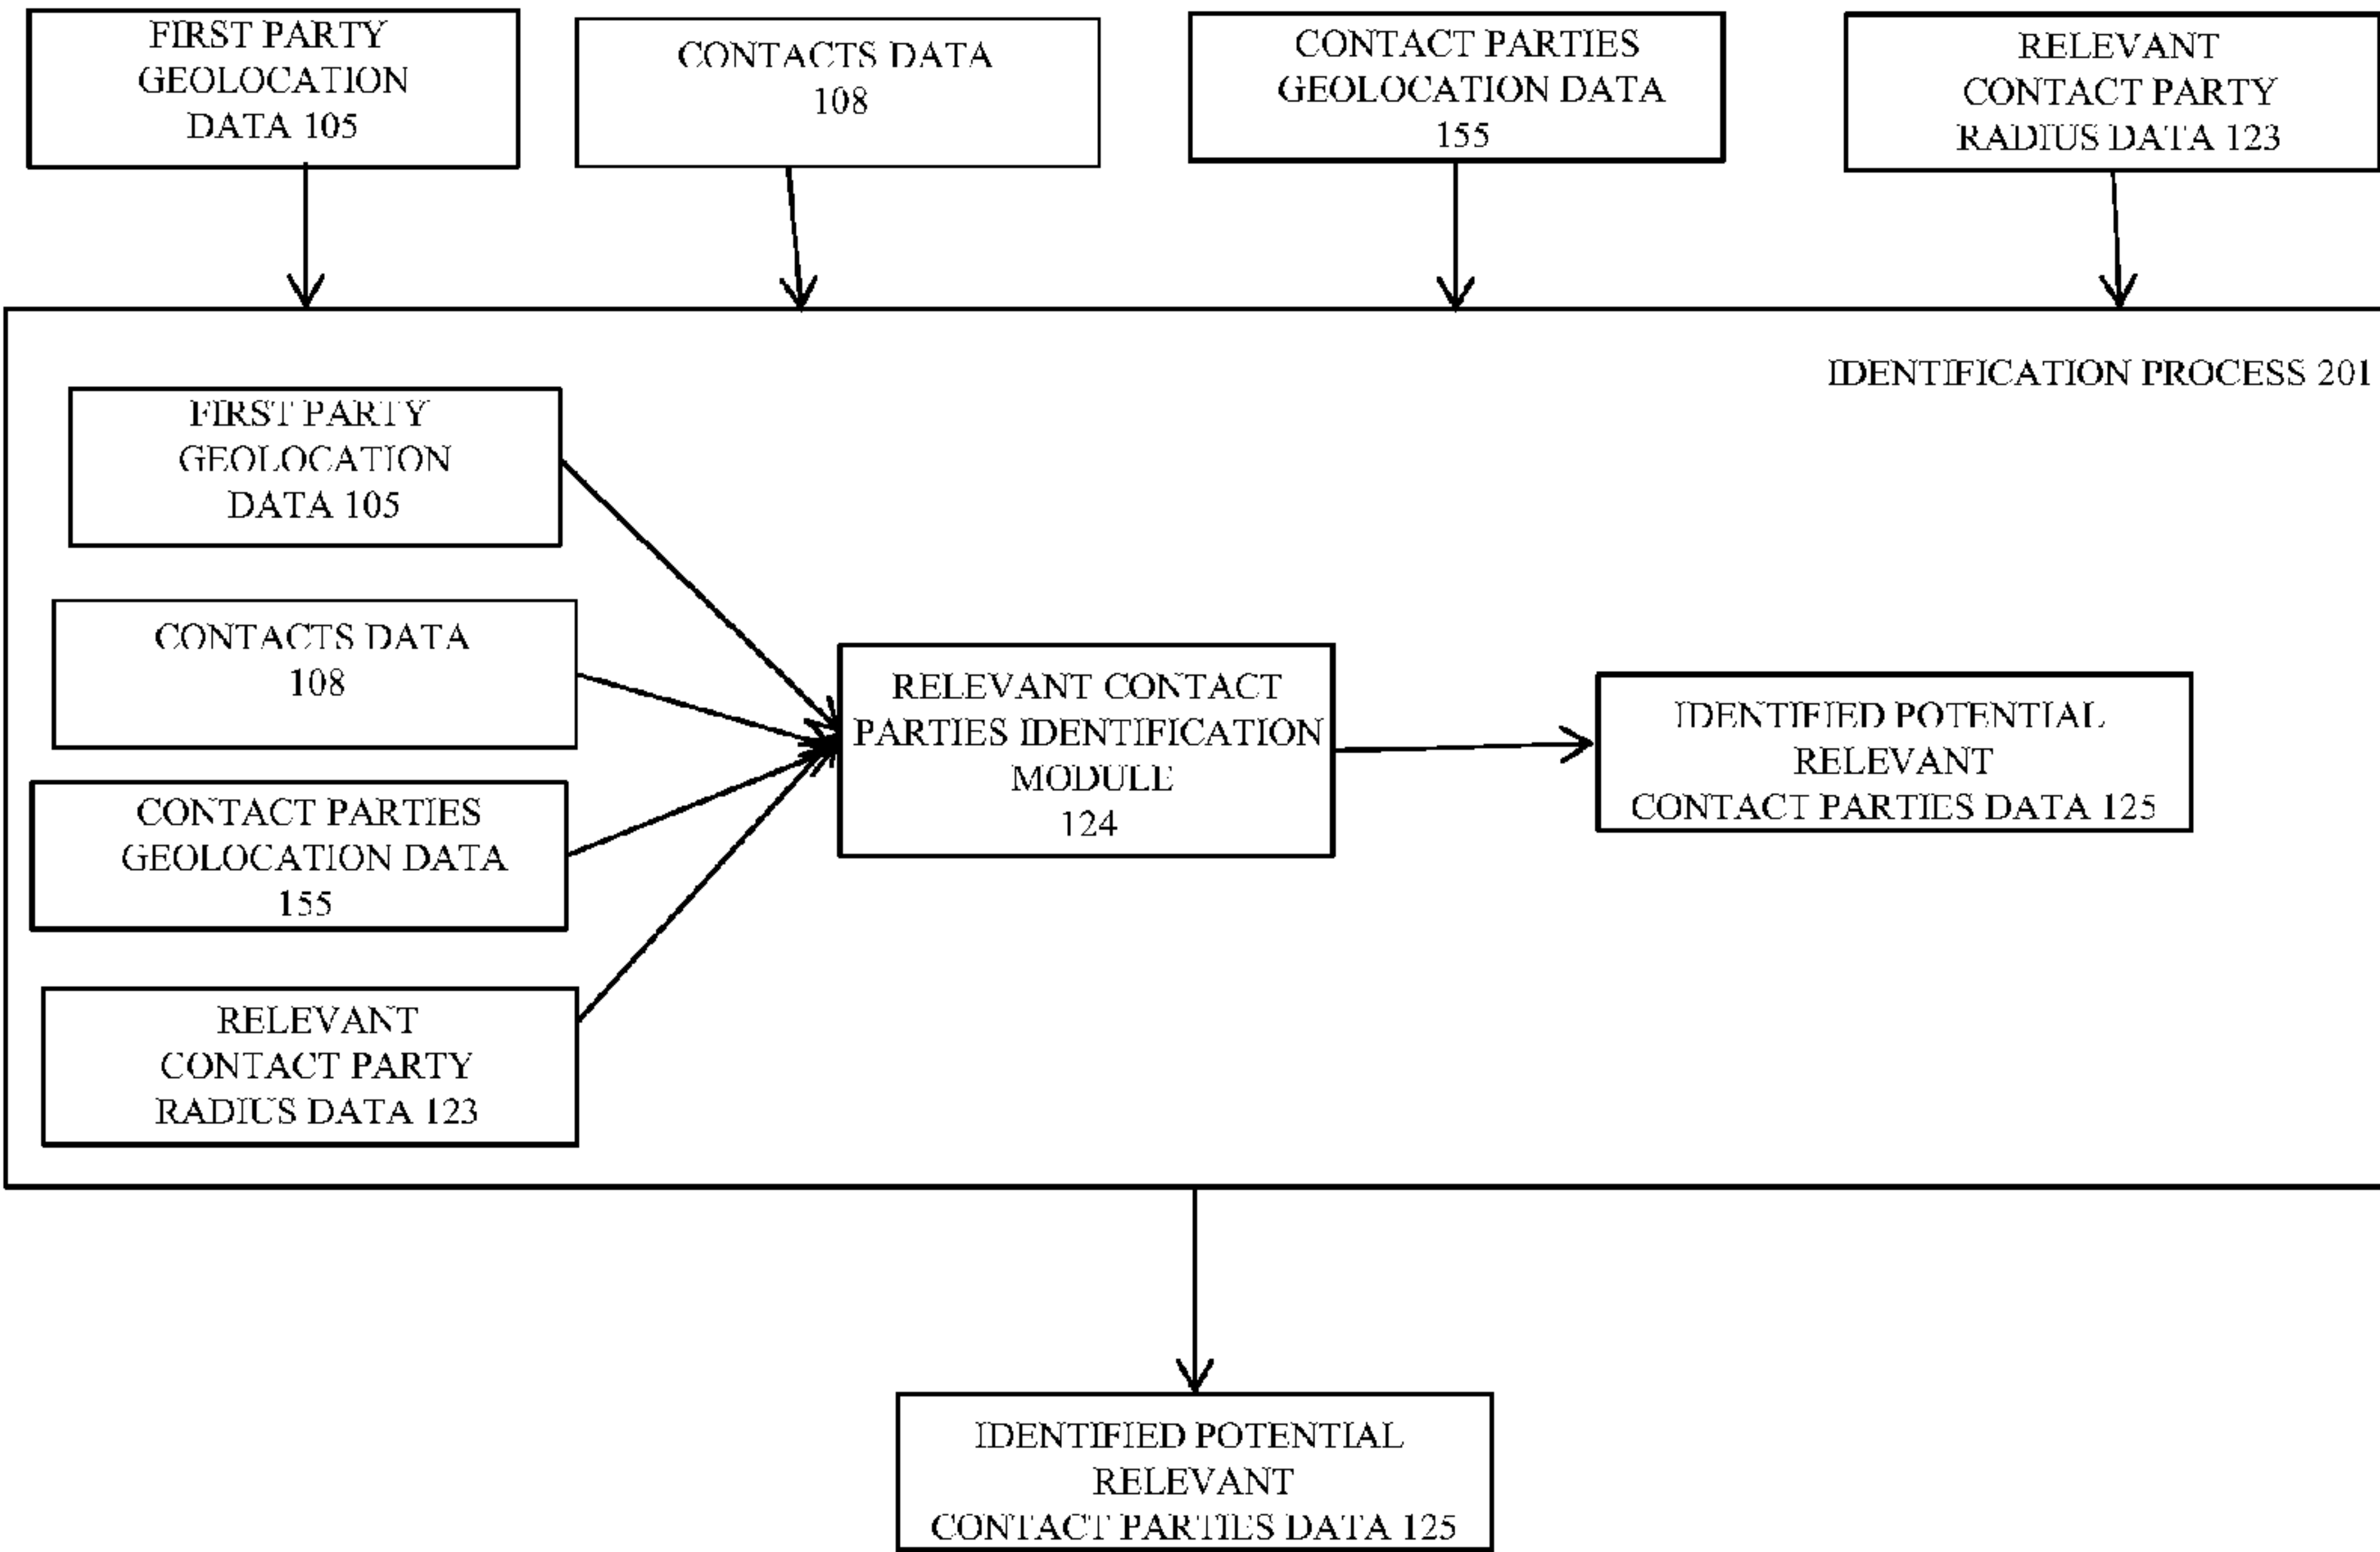 FIRST PARTY
GEOLOCATION
DATA 105
CONTACTS DATA
108
CONTACT PARTIES
GEOLOCATION DATA
155
RELEVANT
CONTACT PARTY
RADIUS DATA 123
IDENTIFICATION PROCESS 201
FIRST PARTY
GEOLOCATION
DATA 105
CONTACTS DATA
108
CONTACT PARTIES
GEOLOCATION DATA
155
RELEVANT
CONTACT PARTY
RADIUS DATA 123
RELEVANT CONTACT
PARTIES IDENTIFICATION
MODULE
124
IDENTIFIED POTENTIAL
RELEVANT
CONTACT PARTIES DATA 125
IDENTIFIED POTENTIAL
RELEVANT
CONTACT PARTIES DATA 125